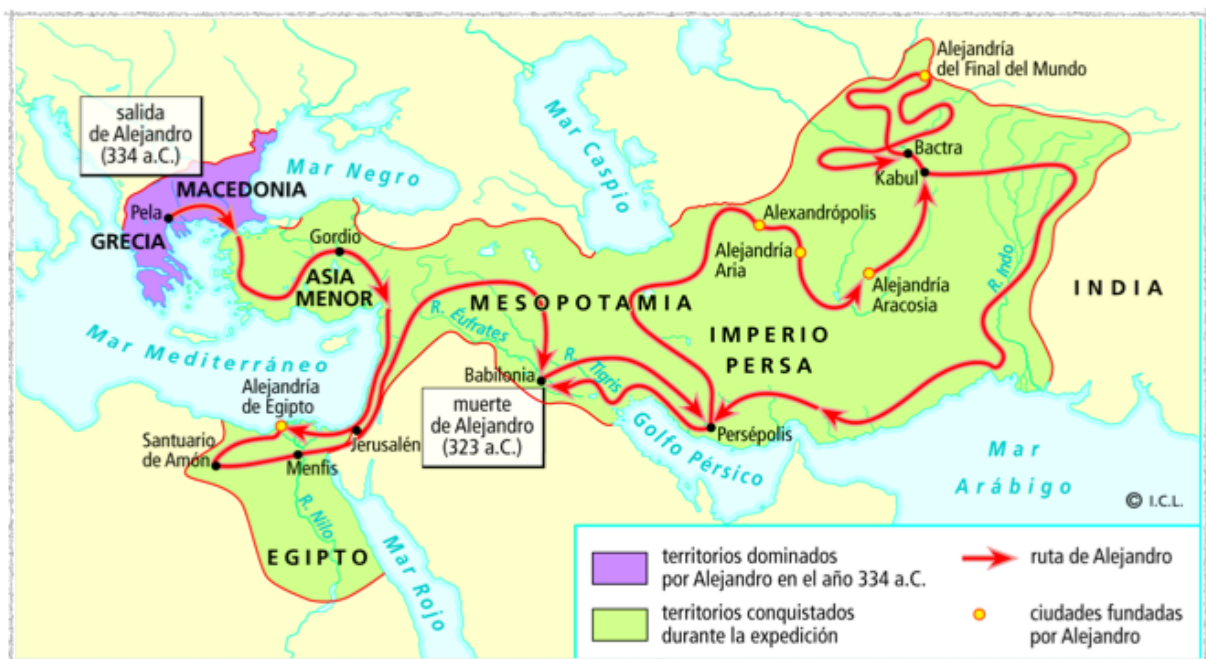 salida
de Alejandro
(334 a.C.)
MACEDONIA
Pela
GRECIA
Mar Negro
Gordio
ASIA
MENOR
Mar Caspio
Alejandría
del Final del Mundo
Bactra
Kabul
Alexandrópolis
Alejandría
Aria
Alejandría
Aracosia
R. Indo
INDIA
MESOPOTAMIA
R. Éufrates
R. Tigris
IMPERIO
PERSA
Mar Mediterráneo
Alejandría
de Egipto
Babilonia
muerte
de Alejandro
(323 a.C.)
Jerusalén
Santuario
de Amón
Menfis
R. Nilo
EGIPTO
Mar Rojo
Persépolis
Golfo Pérsico
Mar
Arábigo
© I.C.L.
territorios dominados
por Alejandro en el año 334 a.C.
territorios conquistados
durante la expedición
ruta de Alejandro
ciudades fundadas
por Alejandro